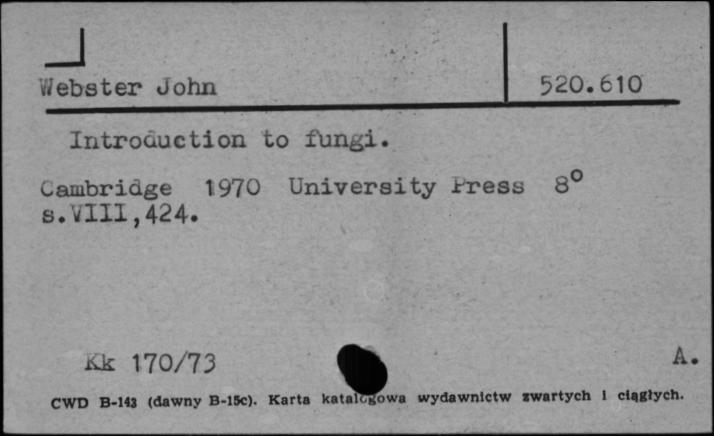 Webster John 520.610
Introduction to fungi.
Cambridge 1970 University Press 8°
s.VIII,424.
Kk 170/73 A.
CWD B-143 (dawny B-15c). Karta katalogowa wydawnictw zwartych i ciągłych.